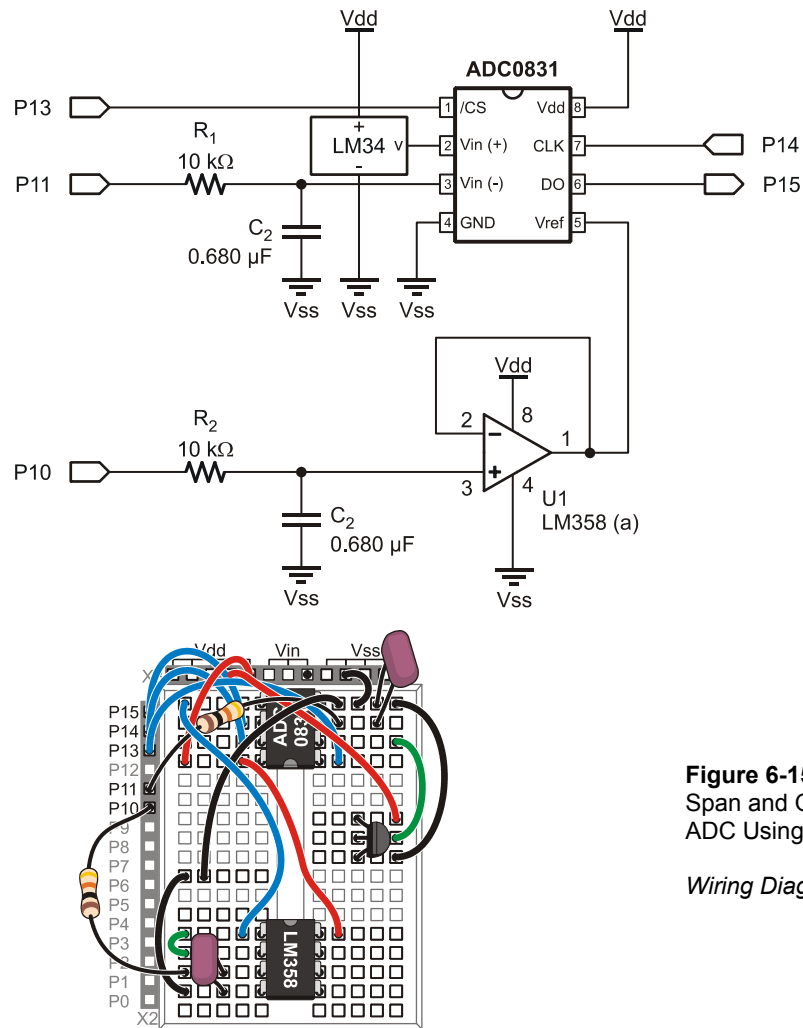 Vdd
Vdd
ADC0831
P13
1 /CS Vdd 8
R1
10 kΩ
LM34
+
v
-
2 Vin (+) CLK 7
P14
P11
3 Vin (-) DO 6
P15
C2
0.680 µF
4 GND Vref 5
Vss Vss Vss
Vdd
R2
10 kΩ
2
8
1
P10
3
4
U1
LM358 (a)
C2
0.680 µF
Vss
Vss
Vdd Vin Vss
P15
P14
P13
P12
P11
P10
P9
P8
P7
P6
P5
P4
P3
P2
P1
P0
X2
LM358
Figure 6-15
Span and O
ADC Using
Wiring Diag